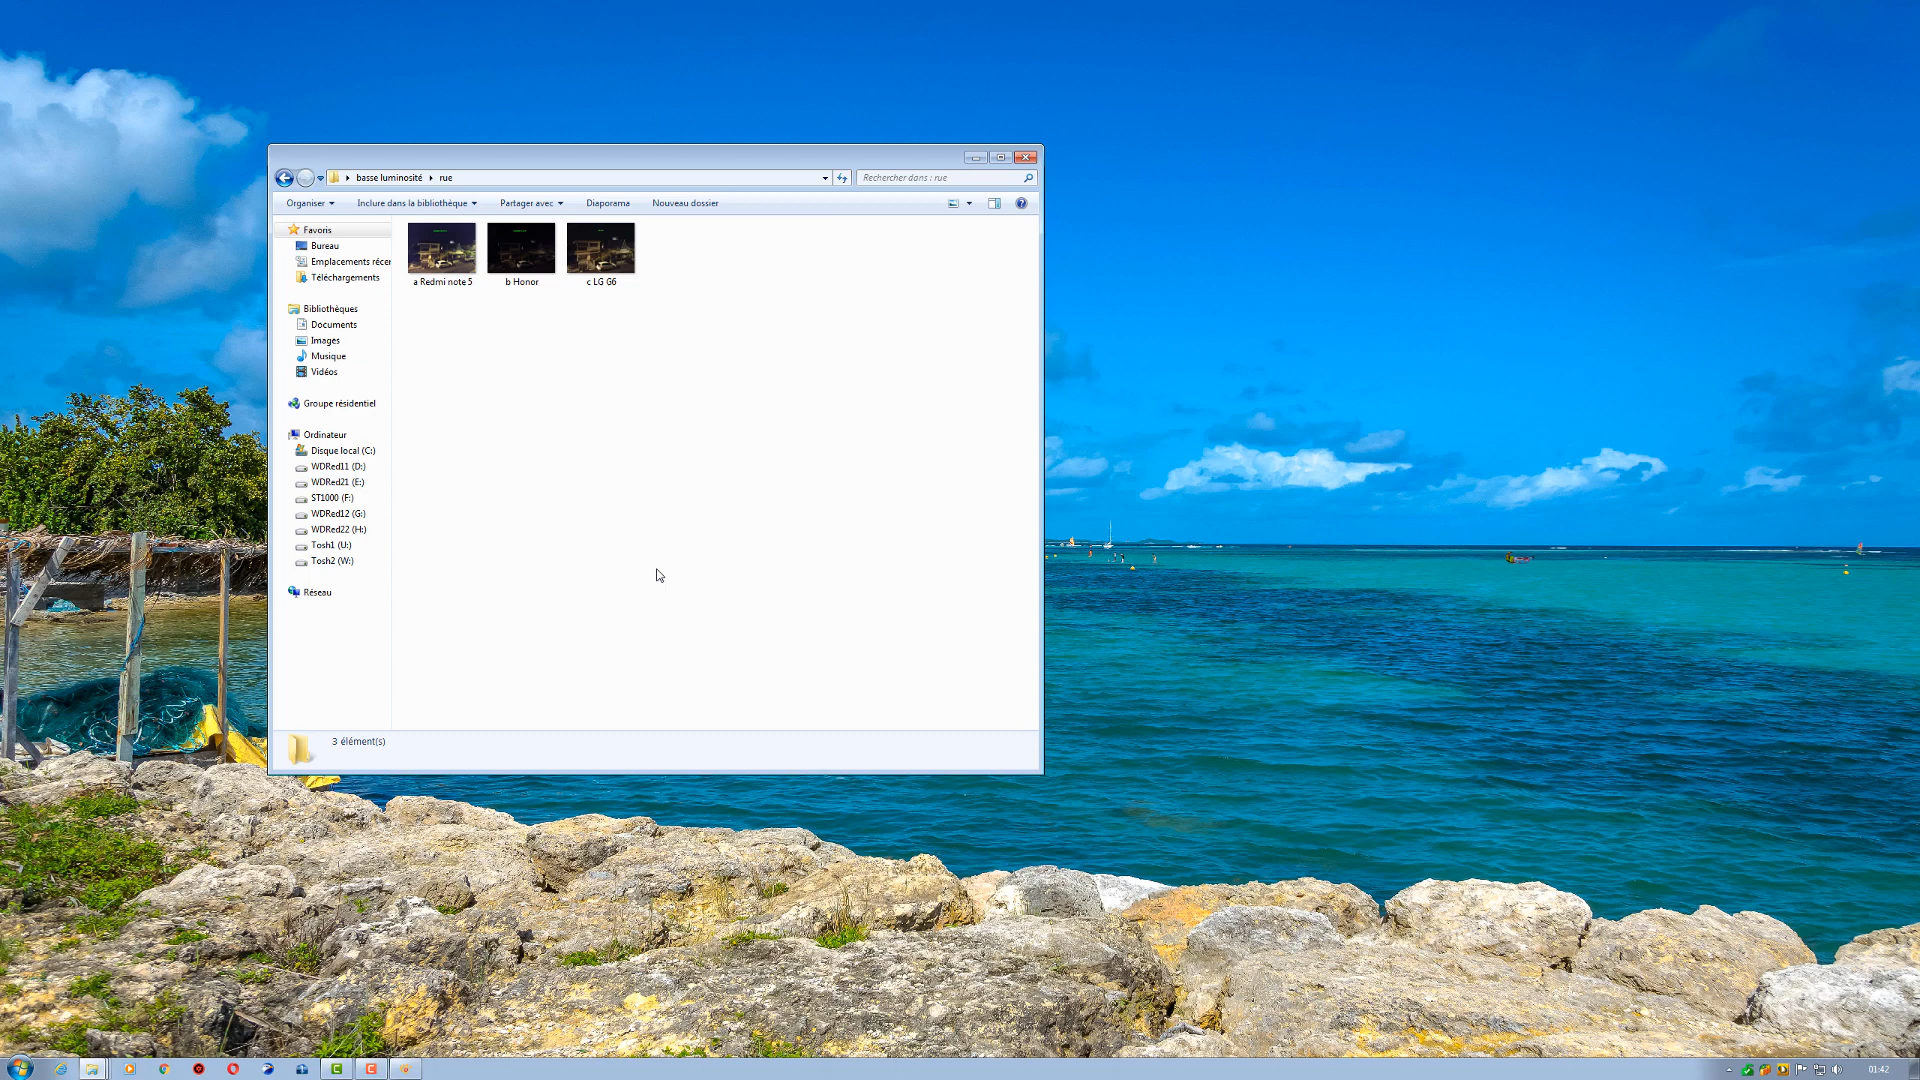 basse luminosité
rue
Rechercher dans : rue
Organiser
Inclure dans la bibliothèque
Partager avec
Diaporama
Nouveau dossier
Favoris
Bureau
Emplacements récer
Téléchargements
Bibliothèques
Documents
Images
Musique
Vidéos
Groupe résidentiel
Ordinateur
Disque local (C:)
WDRed11 (D:)
WDRed21 (E:)
ST1000 (F:)
WDRed12 (G:)
WDRed22 (H:)
Tosh1 (U:)
Tosh2 (W:)
Réseau
a Redmi note 5
b Honor
c LG G6
3 élément(s)
01:42